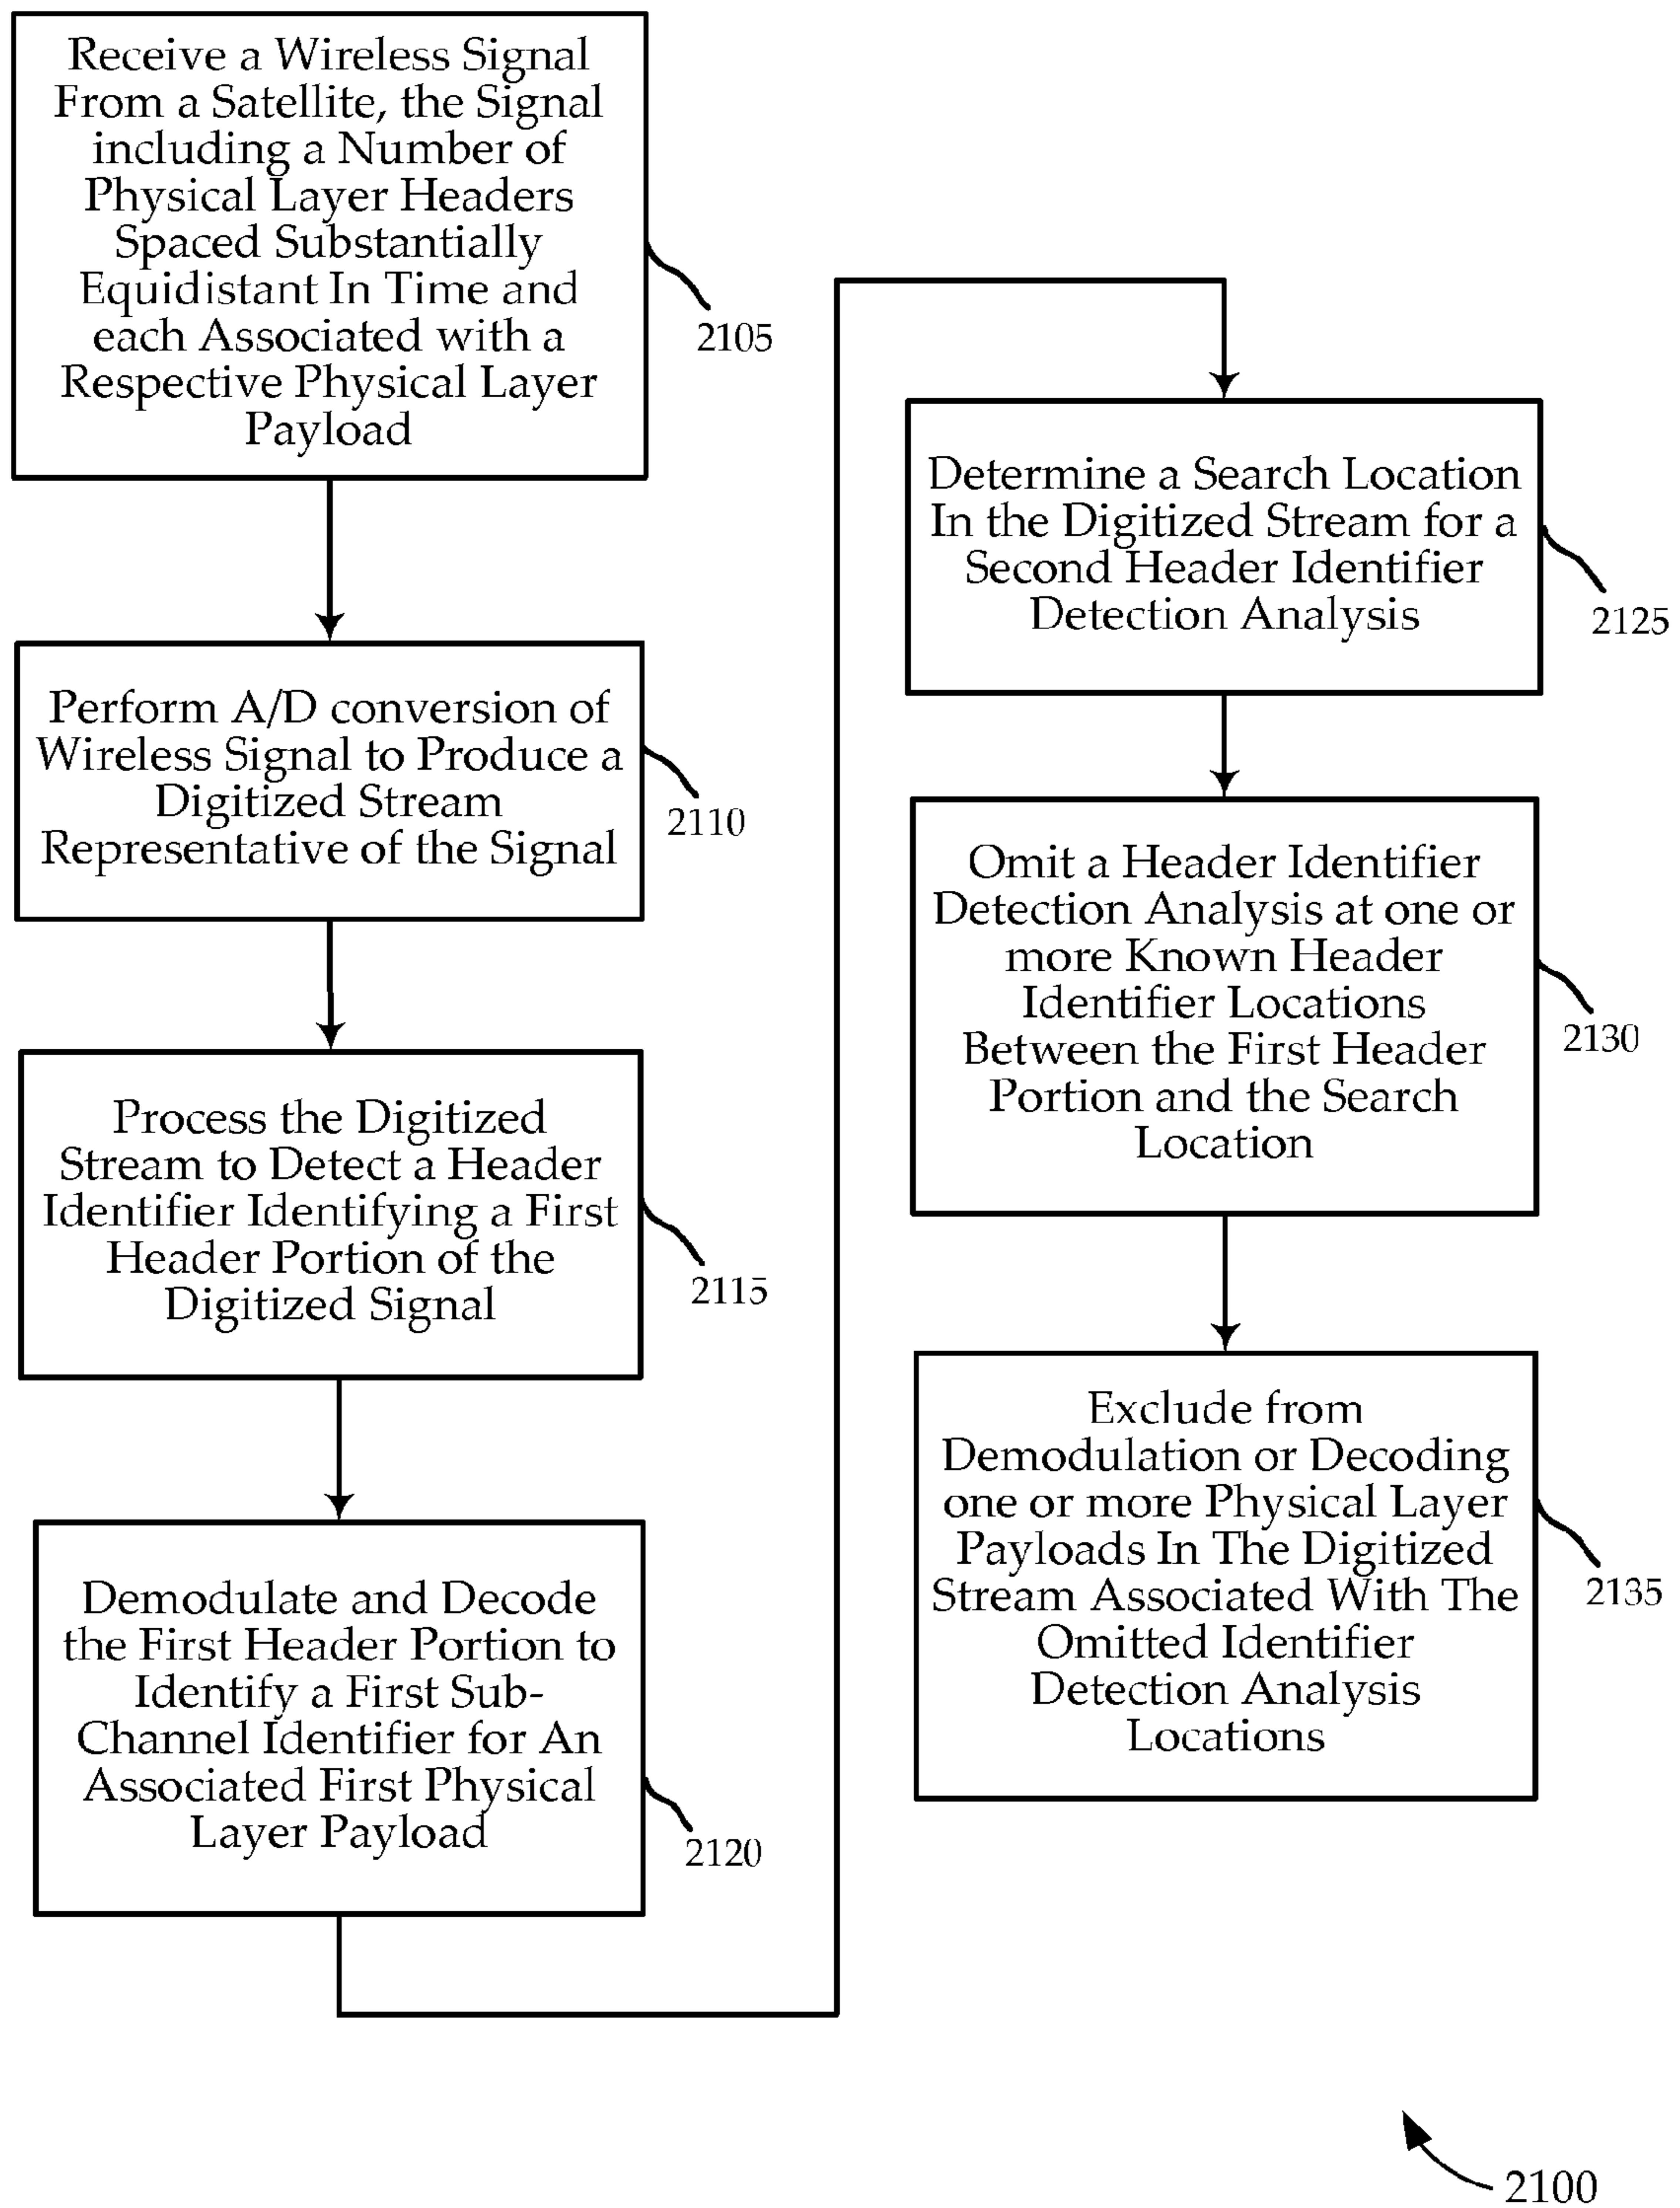 Receive a Wireless Signal
From a Satellite, the Signal
including a Number of
Physical Layer Headers
Spaced Substantially
Equidistant In Time and
each Associated with a
Respective Physical Layer
Payload
2105
Perform A/D conversion of
Wireless Signal to Produce a
Digitized Stream
Representative of the Signal
2110
Process the Digitized
Stream to Detect a Header
Identifier Identifying a First
Header Portion of the
Digitized Signal
2115
Demodulate and Decode
the First Header Portion to
Identify a First Sub-
Channel Identifier for An
Associated First Physical
Layer Payload
2120
Determine a Search Location
In the Digitized Stream for a
Second Header Identifier
Detection Analysis
2125
Omit a Header Identifier
Detection Analysis at one or
more Known Header
Identifier Locations
Between the First Header
Portion and the Search
Location
2130
Exclude from
Demodulation or Decoding
one or more Physical Layer
Payloads In The Digitized
Stream Associated With The
Omitted Identifier
Detection Analysis
Locations
2135
2100